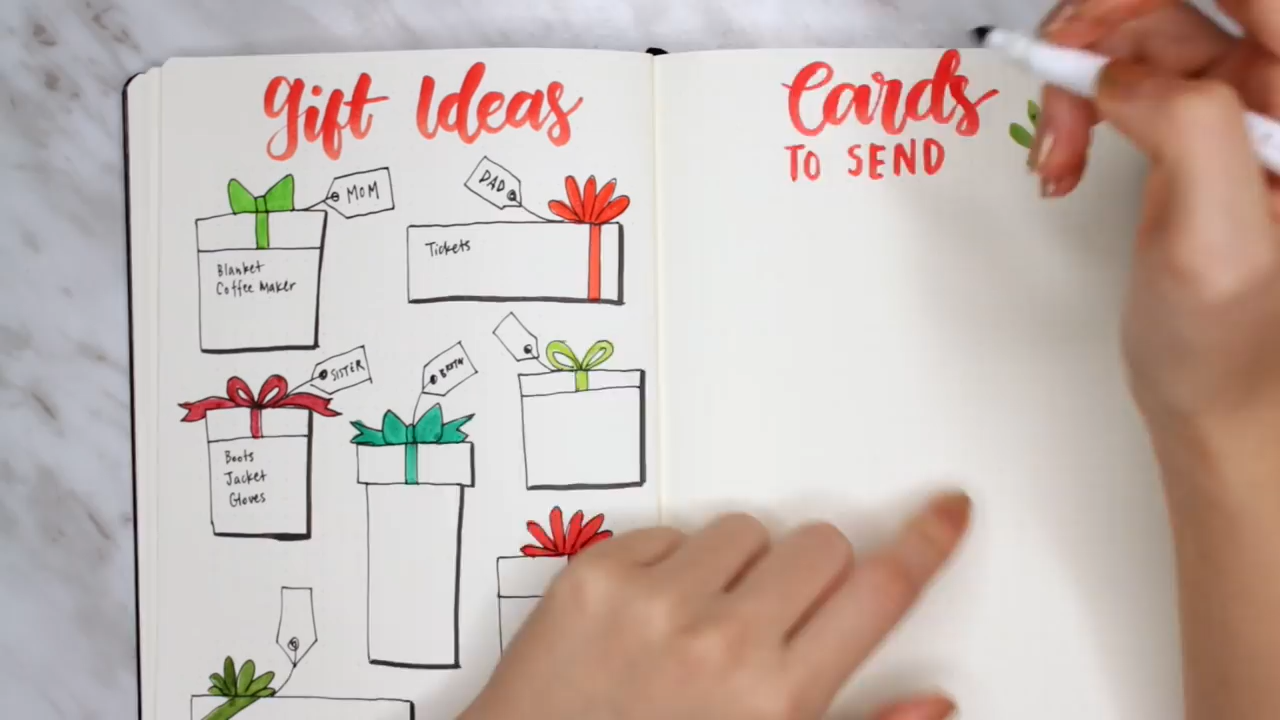 Gift Ideas
MOM
Blanket
Coffee Maker
DAD
Tickets
SISTER
Boots
Jacket
Gloves
Cards
TO SEND